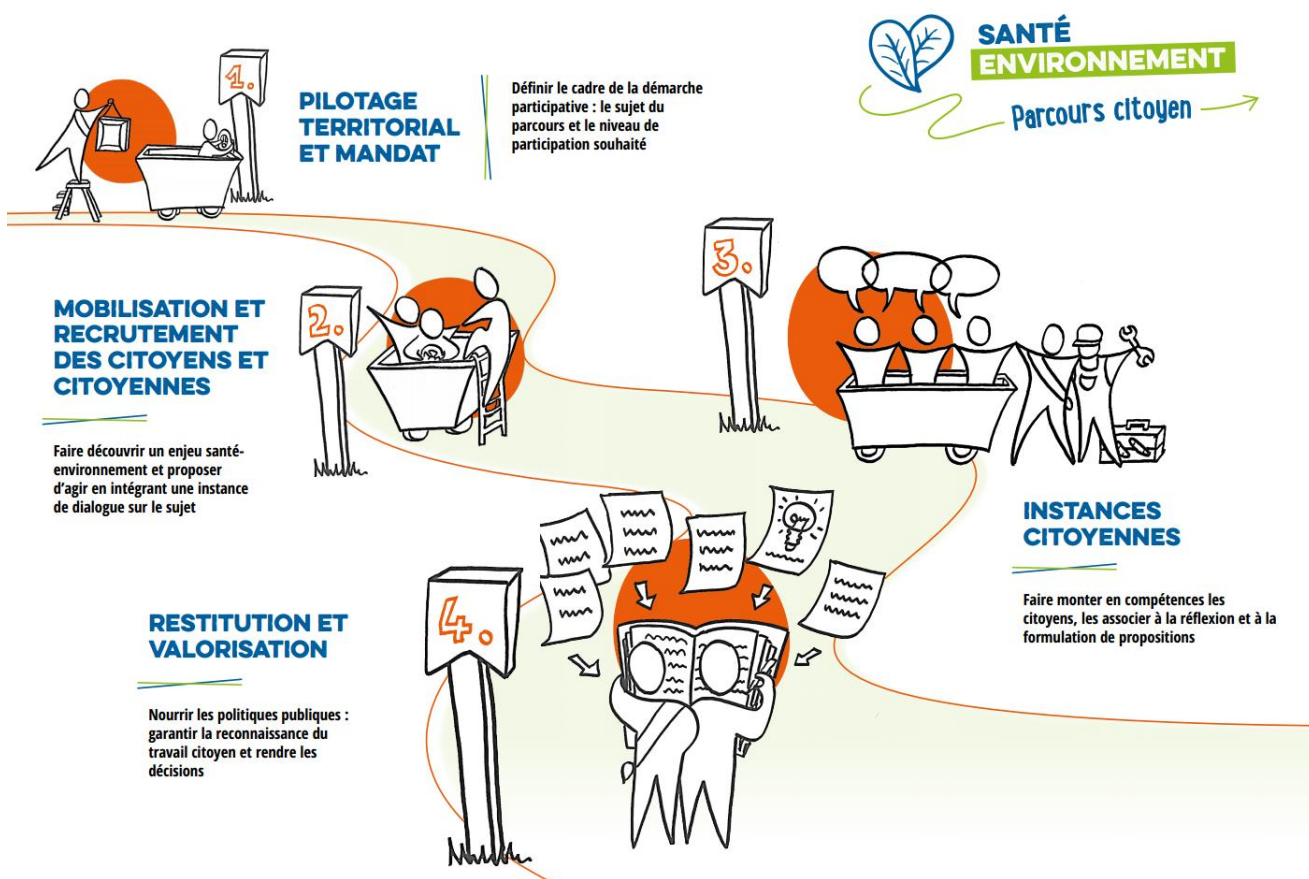 SANTÉ
ENVIRONNEMENT
Parcours citoyen
1.
PILOTAGE
TERRITORIAL
ET MANDAT
Définir le cadre de la démarche
participative : le sujet du
parcours et le niveau de
participation souhaité
2.
MOBILISATION ET
RECRUTEMENT
DES CITOYENS ET
CITOYENNES
Faire découvrir un enjeu santé-
environnement et proposer
d'agir en intégrant une instance
de dialogue sur le sujet
3.
INSTANCES
CITOYENNES
Faire monter en compétences les
citoyens, les associer à la réflexion et à la
formulation de propositions
4.
RESTITUTION ET
VALORISATION
Nourrir les politiques publiques :
garantir la reconnaissance du
travail citoyen et rendre les
décisions